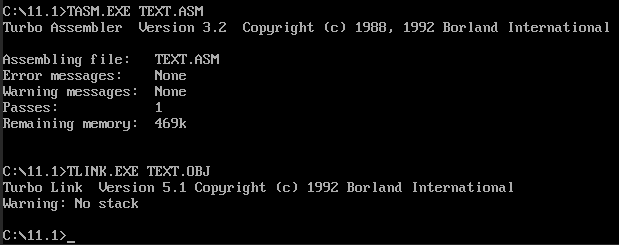 C:\11.1>TASM.EXE TEXT.ASM
Turbo Assembler  Version 3.2  Copyright (c) 1988, 1992 Borland International
Assembling file:   TEXT.ASM
Error messages:    None
Warning messages:  None
Passes:            1
Remaining memory:  469k
C:\11.1>TLINK.EXE TEXT.OBJ
Turbo Link  Version 5.1 Copyright (c) 1992 Borland International
Warning: No stack
C:\11.1>_